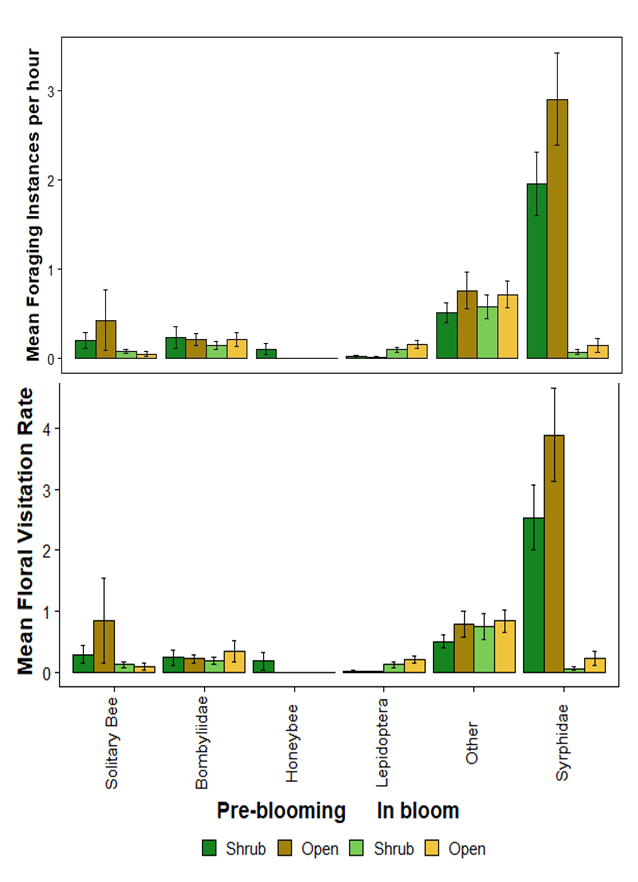 Mean Foraging Instances per hour
3
2
1
0
Mean Floral Visitation Rate
4
3
2
1
0
Solitary Bee
Bombyliidae
Honeybee
Lepidoptera
Other
Syrphidae
Pre-blooming In bloom
Shrub Open Shrub Open